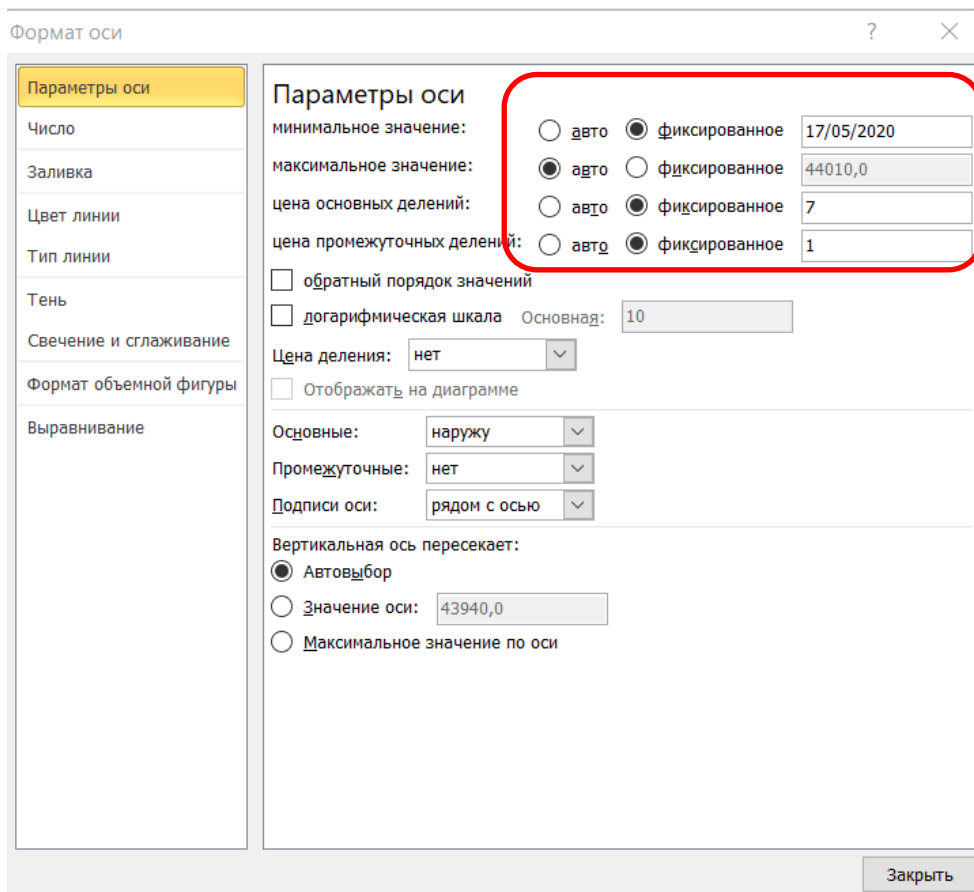 Формат оси
?
Параметры оси
Число
Заливка
Цвет линии
Тип линии
Тень
Свечение и сглаживание
Формат объемной фигуры
Выравнивание
Параметры оси
минимальное значение: авто фиксированное 17/05/2020
максимальное значение: авто фиксированное 44010,0
цена основных делений: авто фиксированное 7
цена промежуточных делений: авто фиксированное 1
обратный порядок значений
логарифмическая шкала Основная: 10
Цена деления: нет
Отображать на диаграмме
Основные: наружу
Промежуточные: нет
Подписи оси: рядом с осью
Вертикальная ось пересекает:
Автовыбор
Значение оси: 43940,0
Максимальное значение по оси
Закрыть